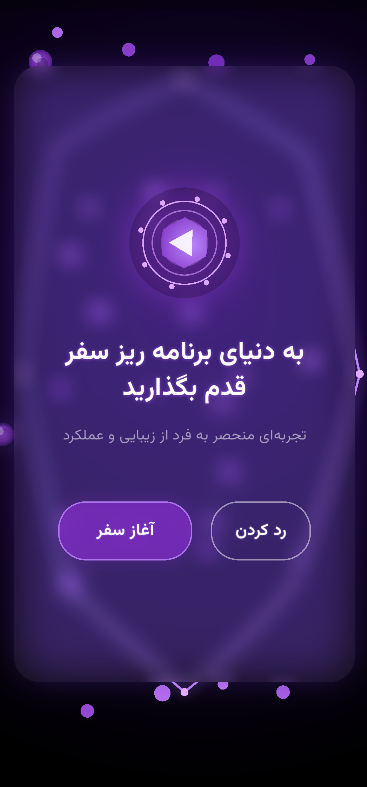 به دنیای برنامه ریز سفر
قدم بگذارید
تجربه‌ای منحصر به فرد از زیبایی و عملکرد
رد کردن
آغاز سفر